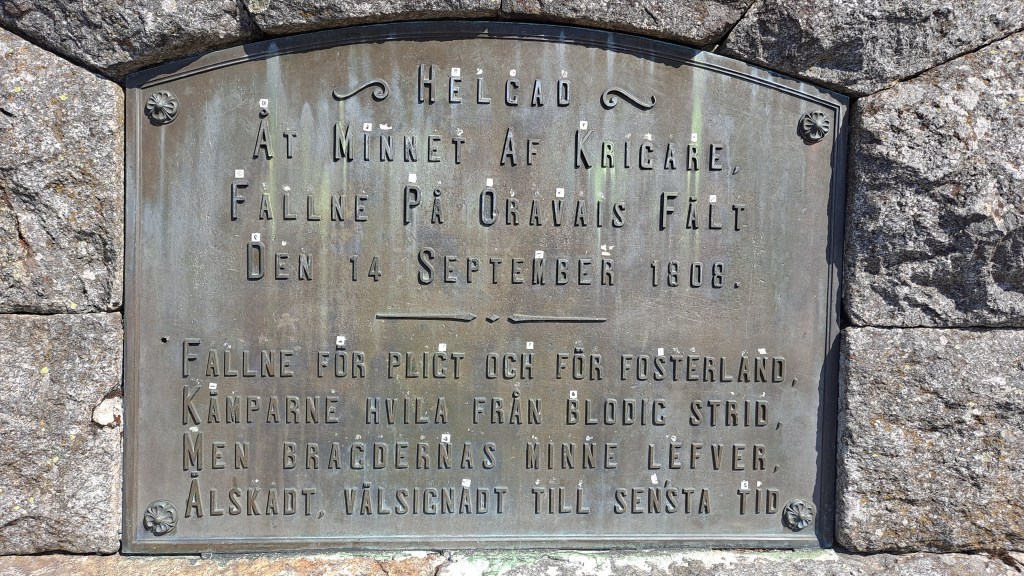 HELGAD
ÅT MINNET AF KRIGARE,
FALLNE PÅ ORAVAIS FÄLT
DEN 14 SEPTEMBER 1808.
FALLNE FÖR PLIGT OCH FÖR FOSTERLAND,
KÄMPARNE HVILA FRÅN BLODIG STRID,
MEN BRAGDERNAS MINNE LEFVER,
ÄLSKADT, VÄLSIGNADT TILL SENSTA TID